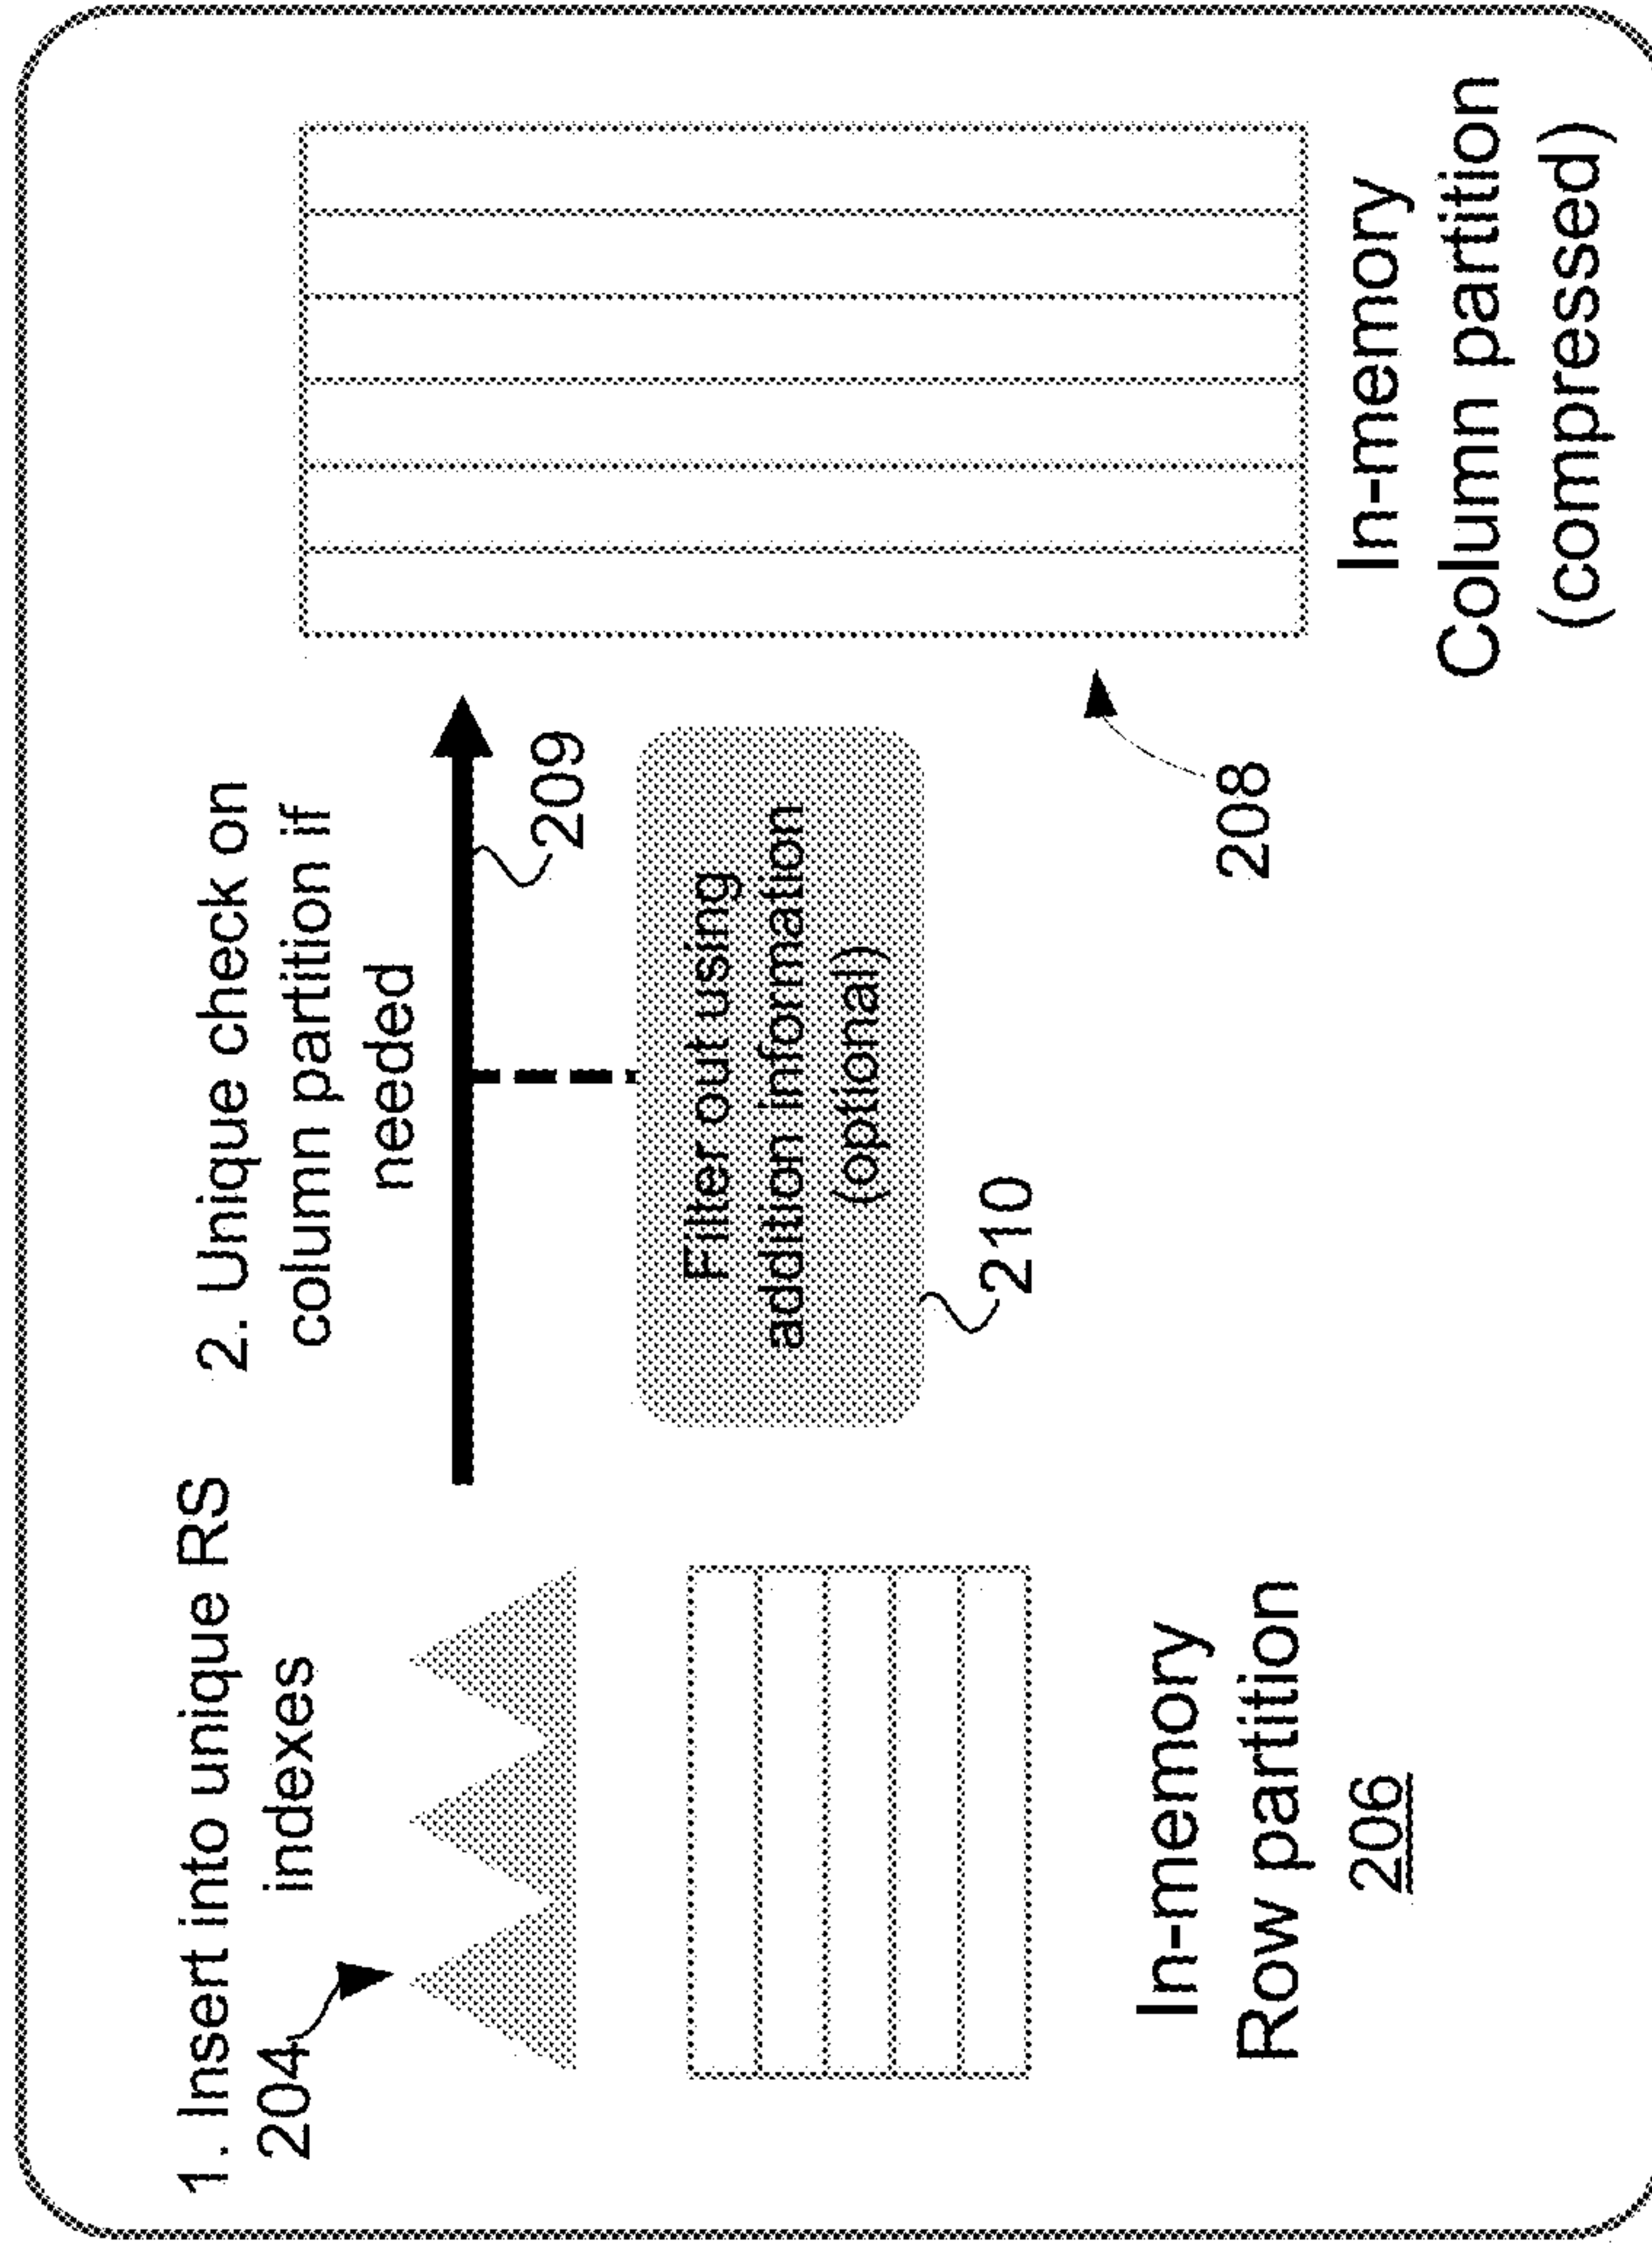 1. Insert into unique RS
indexes
204
2. Unique check on
column partition if
needed
209
Filter out using
addition information
(optional)
210
In-memory
Row partition
206
208
In-memory
Column partition
(compressed)